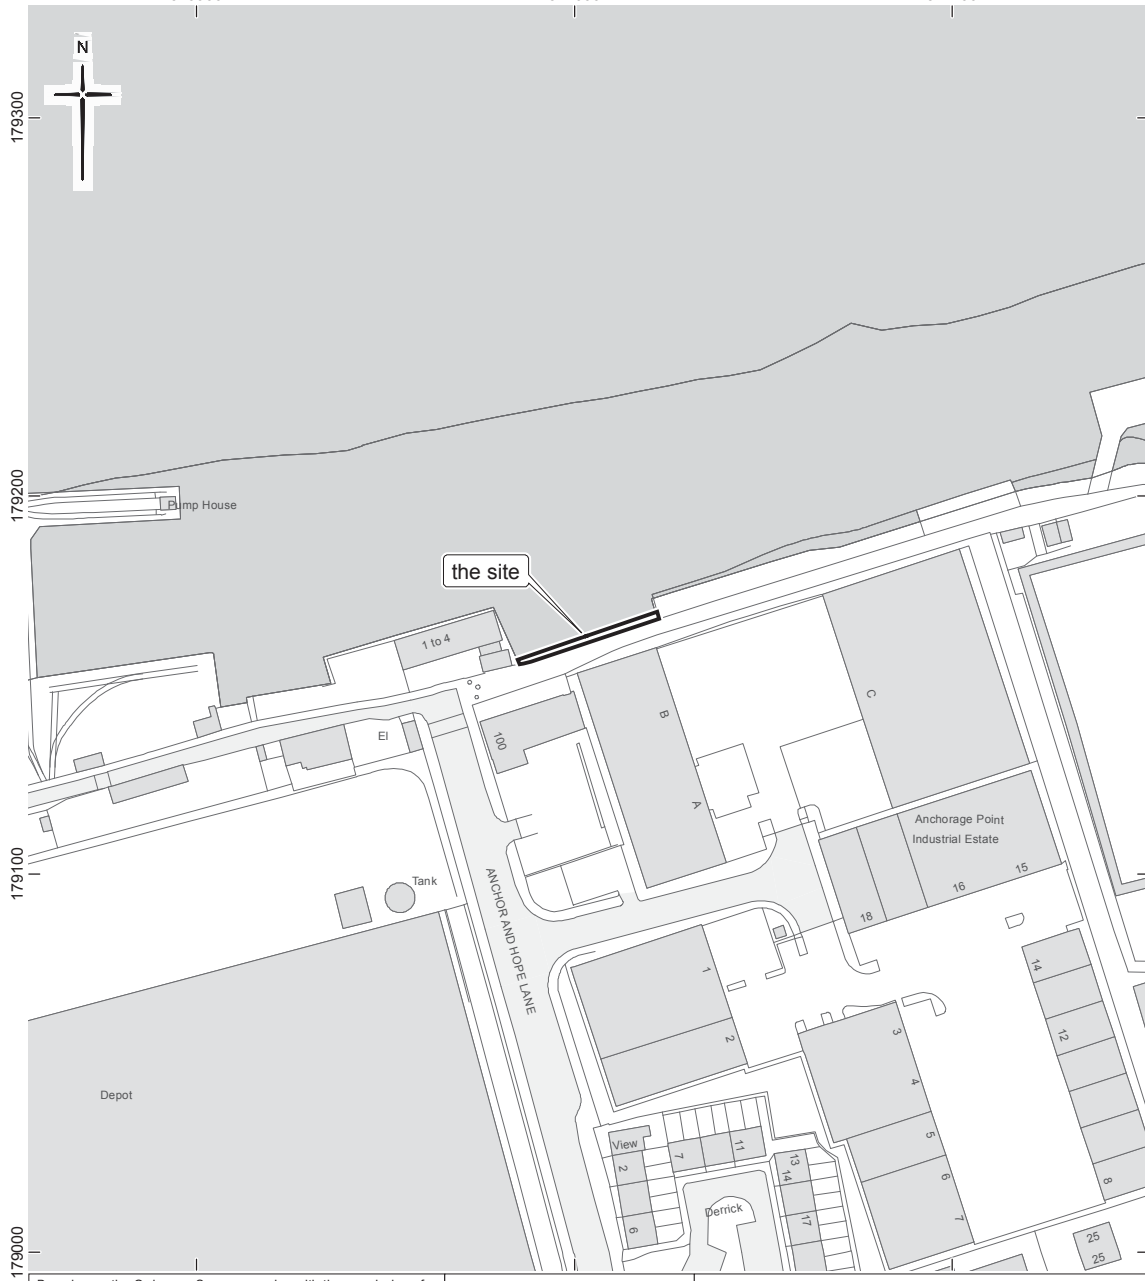 N
179300
179200
Pump House
the site
1 to 4
El
100
B
A
C
179100
Anchorage Point
Industrial Estate
15
16
18
Tank
ANCHOR AND HOPE LANE
1
2
14
12
8
3
4
5
6
7
Depot
View
2
6
7
11
13
14
17
Derrick
25
25
179000